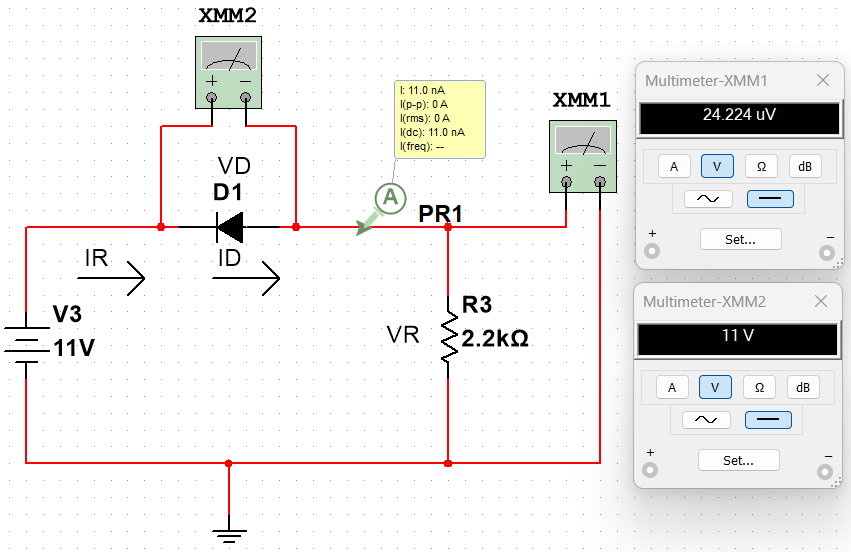 XMM2
+ −
I: 11.0 nA
I(p-p): 0 A
I(rms): 0 A
I(dc): 11.0 nA
I(freq): --
A
XMM1
+ −
VD
D1
PR1
IR
ID
V3
11V
R3
VR
2.2kΩ
Multimeter-XMM1
24.224 uV
A V Ω dB
+ −
Set...
Multimeter-XMM2
11 V
A V Ω dB
+ −
Set...